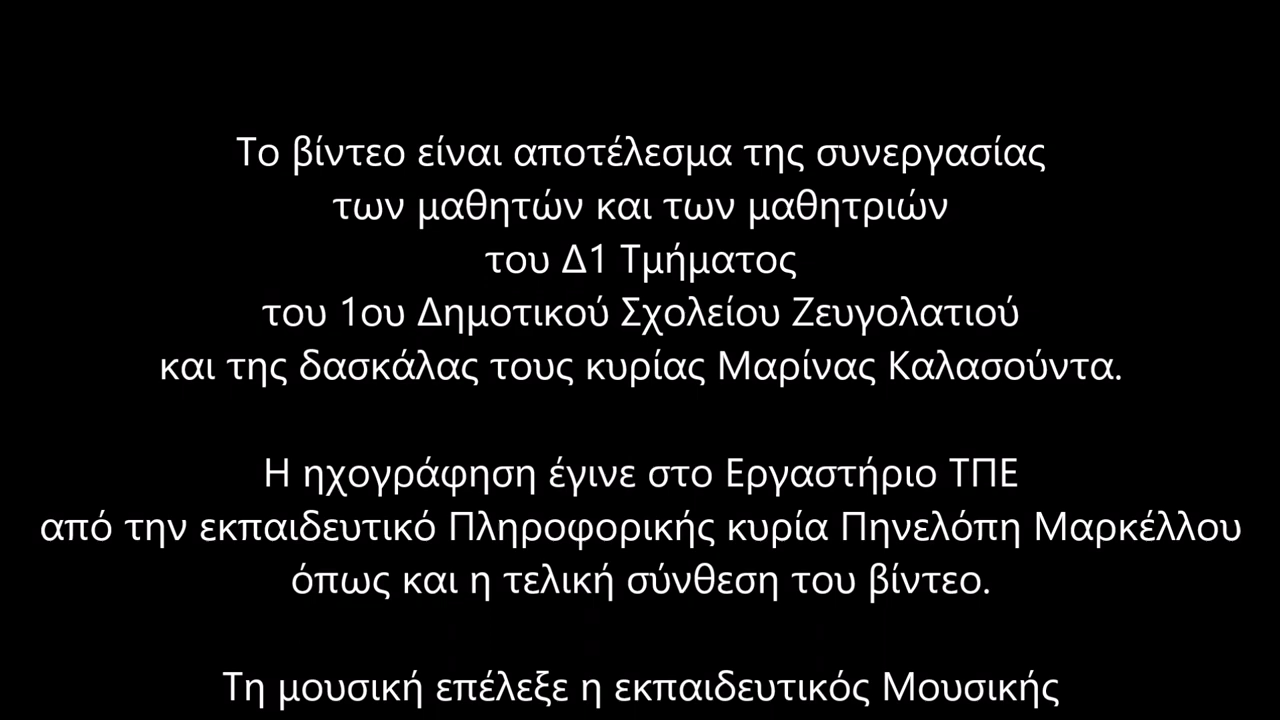 Το βίντεο είναι αποτέλεσμα της συνεργασίας
των μαθητών και των μαθητριών
του Δ1 Τμήματος
του 1ου Δημοτικού Σχολείου Ζευγολατιού
και της δασκάλας τους κυρίας Μαρίνας Καλασούντα.
Η ηχογράφηση έγινε στο Εργαστήριο ΤΠΕ
από την εκπαιδευτικό Πληροφορικής κυρία Πηνελόπη Μαρκέλλου
όπως και η τελική σύνθεση του βίντεο.
Τη μουσική επέλεξε η εκπαιδευτικός Μουσικής